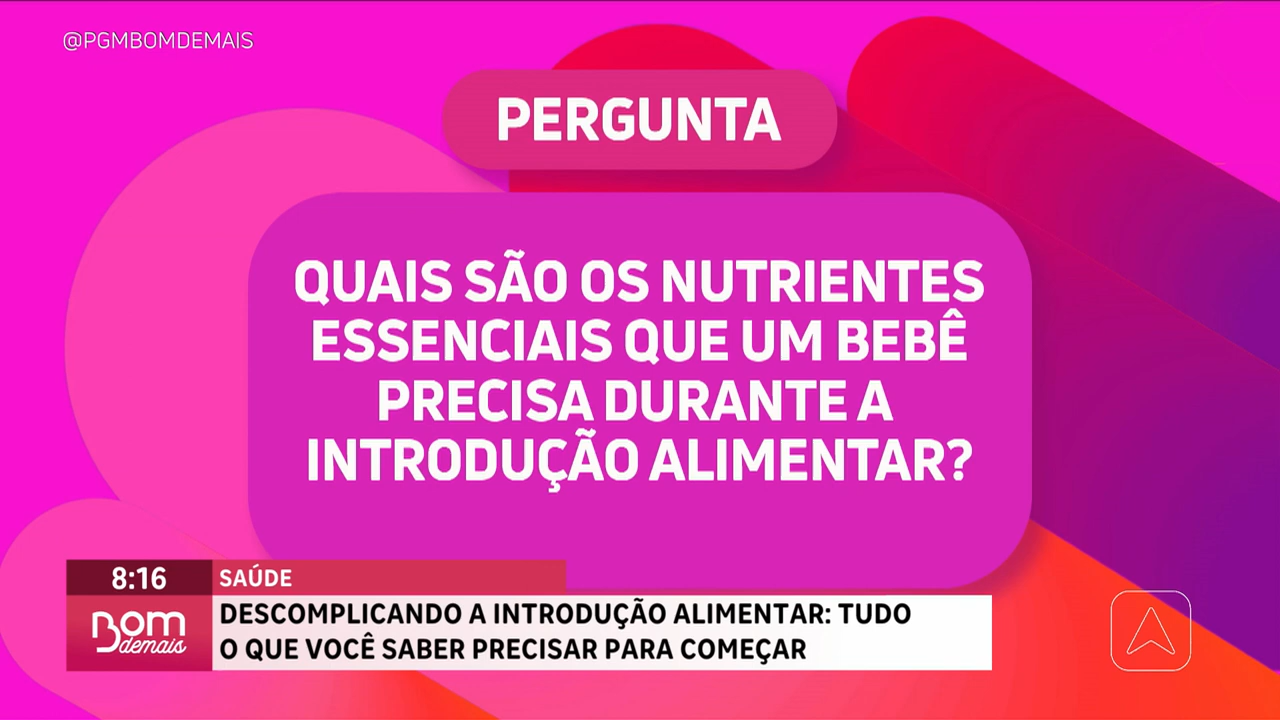 @PGMBOMDEMAIS
PERGUNTA
QUAIS SÃO OS NUTRIENTES
ESSENCIAIS QUE UM BEBÊ
PRECISA DURANTE A
INTRODUÇÃO ALIMENTAR?
8:16
SAÚDE
Bom
demais
DESCOMPLICANDO A INTRODUÇÃO ALIMENTAR: TUDO
O QUE VOCÊ SABER PRECISAR PARA COMEÇAR